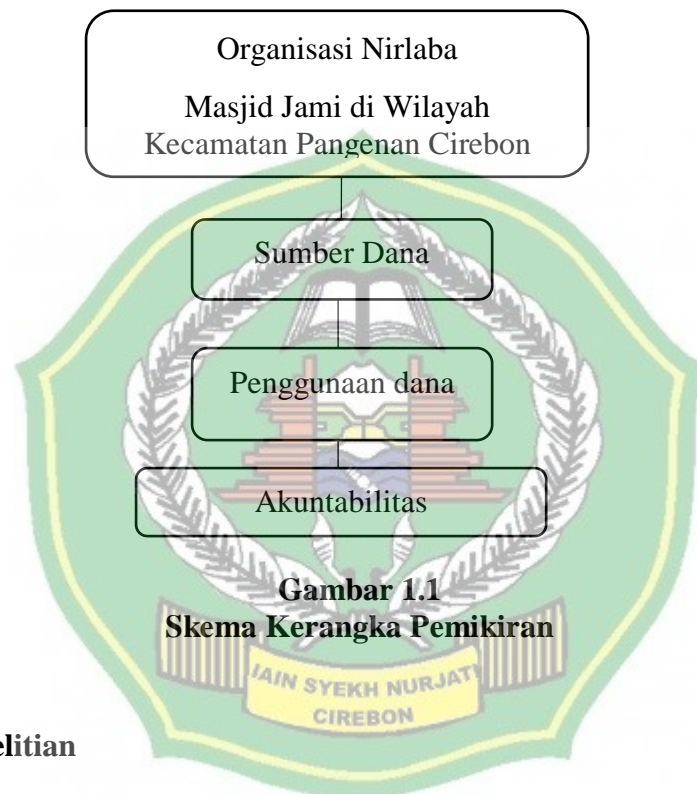 Organisasi Nirlaba
Masjid Jami di Wilayah
Kecamatan Pangenan Cirebon
Sumber Dana
Penggunaan dana
Akuntabilitas
Gambar 1.1
Skema Kerangka Pemikiran
IAIN SYEKH NURJATI
CIREBON
elitian